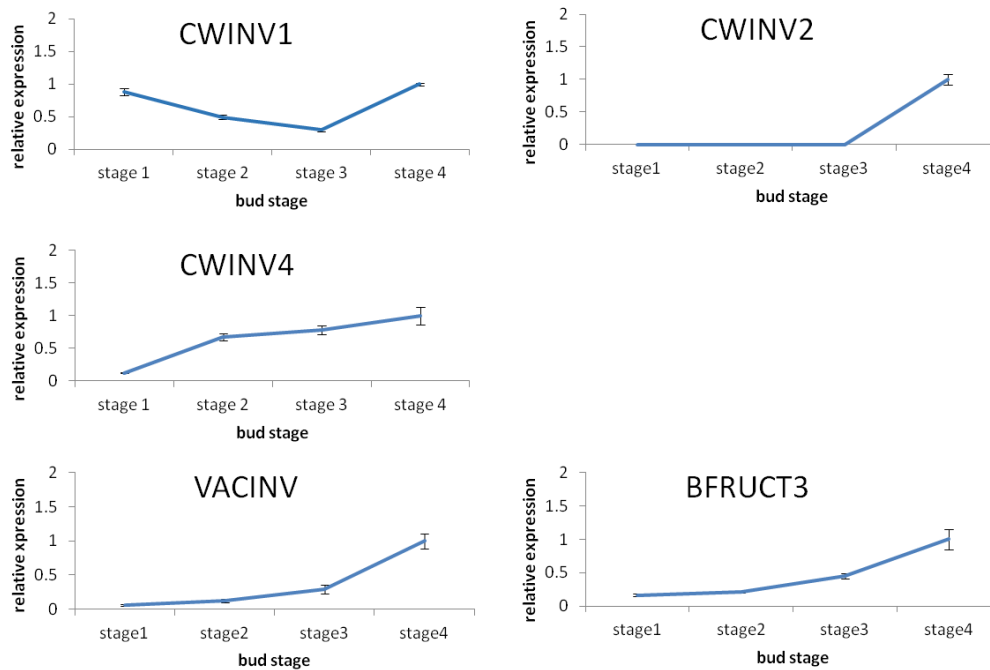 CWINV1
relative expression
2
1.5
1
0.5
0
stage 1 stage 2 stage 3 stage 4
bud stage
CWINV2
relative expression
2
1.5
1
0.5
0
stage1 stage2 stage3 stage4
bud stage
CWINV4
relative expression
2
1.5
1
0.5
0
stage 1 stage 2 stage 3 stage 4
bud stage
VACINV
relative xpression
2
1.5
1
0.5
0
stage1 stage2 stage3 stage4
bud stage
BFRUCT3
relative expression
2
1.5
1
0.5
0
stage1 stage2 stage3 stage4
bud stage